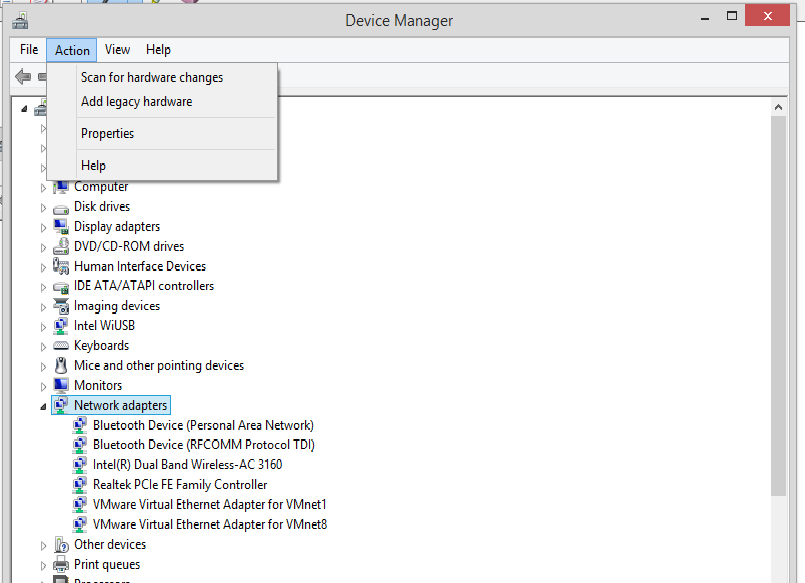 Device Manager
File Action View Help
Scan for hardware changes
Add legacy hardware
Properties
Help
Computer
Disk drives
Display adapters
DVD/CD-ROM drives
Human Interface Devices
IDE ATA/ATAPI controllers
Imaging devices
Intel WiUSB
Keyboards
Mice and other pointing devices
Monitors
Network adapters
Bluetooth Device (Personal Area Network)
Bluetooth Device (RFCOMM Protocol TDI)
Intel(R) Dual Band Wireless-AC 3160
Realtek PCIe FE Family Controller
VMware Virtual Ethernet Adapter for VMnet1
VMware Virtual Ethernet Adapter for VMnet8
Other devices
Print queues
Processors